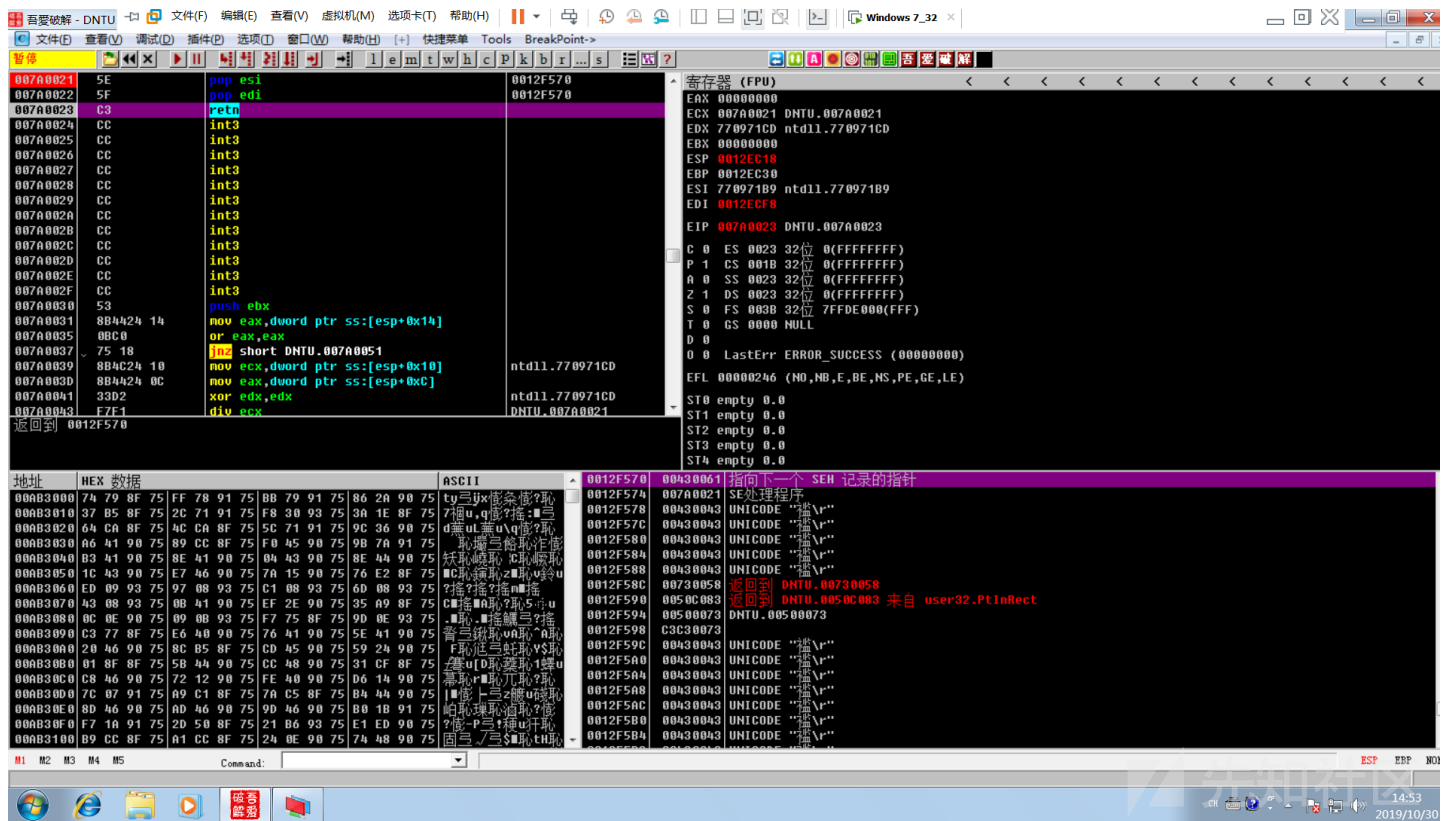 吾愛破解 - DNTU
文件(F) 编辑(E) 查看(V) 虚拟机(M) 选项卡(T) 帮助(H)
Windows 7_32
文件(F) 查看(V) 调试(D) 插件(P) 选项(T) 窗口(W) 帮助(H) [+] 快捷菜单 Tools BreakPoint->
暂停
l e m t w h c P k b r ... s
吾 爱 破 解
007A0021 5E pop esi 0012F570
007A0022 5F pop edi 0012F570
007A0023 C3 retn
007A0024 CC int3
007A0025 CC int3
007A0026 CC int3
007A0027 CC int3
007A0028 CC int3
007A0029 CC int3
007A002A CC int3
007A002B CC int3
007A002C CC int3
007A002D CC int3
007A002E CC int3
007A002F CC int3
007A0030 53 push ebx
007A0031 8B4424 14 mov eax,dword ptr ss:[esp+0x14]
007A0035 0BC0 or eax,eax
007A0037 75 18 jnz short DNTU.007A0051
007A0039 8B4C24 10 mov ecx,dword ptr ss:[esp+0x10] ntdll.770971CD
007A003D 8B4424 0C mov eax,dword ptr ss:[esp+0xC]
007A0041 33D2 xor edx,edx ntdll.770971CD
007A0043 F7F1 div ecx DNTU.007A0021
返回到 0012F570
寄存器 (FPU)
EAX 00000000
ECX 007A0021 DNTU.007A0021
EDX 770971CD ntdll.770971CD
EBX 00000000
ESP 0012EC18
EBP 0012EC30
ESI 770971B9 ntdll.770971B9
EDI 0012ECF8
EIP 007A0023 DNTU.007A0023
C 0 ES 0023 32位 0(FFFFFFFF)
P 1 CS 001B 32位 0(FFFFFFFF)
A 0 SS 0023 32位 0(FFFFFFFF)
Z 1 DS 0023 32位 0(FFFFFFFF)
S 0 FS 003B 32位 7FFDE000(FFF)
T 0 GS 0000 NULL
D 0
O 0 LastErr ERROR_SUCCESS (00000000)
EFL 00000246 (NO,NB,E,BE,NS,PE,GE,LE)
ST0 empty 0.0
ST1 empty 0.0
ST2 empty 0.0
ST3 empty 0.0
ST4 empty 0.0
地址 HEX 数据 ASCII
00AB3000 74 79 8F 75 FF 78 91 75 BB 79 91 75 86 2A 90 75
00AB3010 37 B5 8F 75 2C 71 91 75 F8 30 93 75 3A 1E 8F 75
00AB3020 64 CA 8F 75 4C CA 8F 75 5C 71 91 75 9C 36 90 75
00AB3030 A6 41 90 75 89 CC 8F 75 F0 45 90 75 9B 7A 91 75
00AB3040 B3 41 90 75 8E 41 90 75 04 43 90 75 8E 44 90 75
00AB3050 1C 43 90 75 E7 46 90 75 7A 15 90 75 76 E2 8F 75
00AB3060 ED 09 93 75 97 08 93 75 C1 08 93 75 6D 08 93 75
00AB3070 43 08 93 75 0B 41 90 75 EF 2E 90 75 35 A9 8F 75
00AB3080 0C 0E 90 75 09 0B 93 75 F7 75 8F 75 9D 0E 93 75
00AB3090 C3 77 8F 75 E6 40 90 75 76 41 90 75 5E 41 90 75
00AB30A0 20 46 90 75 8C B5 8F 75 CD 45 90 75 59 24 90 75
00AB30B0 01 8F 8F 75 5B 44 90 75 CC 48 90 75 31 CF 8F 75
00AB30C0 C8 46 90 75 72 12 90 75 FE 40 90 75 D6 14 90 75
00AB30D0 7C 07 91 75 A9 C1 8F 75 7A C5 8F 75 B4 44 90 75
00AB30E0 8D 46 90 75 AD 46 90 75 9D 46 90 75 B0 1B 91 75
00AB30F0 F7 1A 91 75 2D 50 8F 75 21 B6 93 75 E1 ED 90 75
00AB3100 B9 CC 8F 75 A1 CC 8F 75 24 0E 90 75 74 48 90 75
0012F570 00430061 指向下一个 SEH 记录的指针
0012F574 007A0021 SE处理程序
0012F578 00430043 UNICODE "\r"
0012F57C 00430043 UNICODE "\r"
0012F580 00430043 UNICODE "\r"
0012F584 00430043 UNICODE "\r"
0012F588 00430043 UNICODE "\r"
0012F58C 00730058 返回到 DNTU.00730058
0012F590 0050C083 返回到 DNTU.0050C083 来自 user32.PtInRect
0012F594 00500073 DNTU.00500073
0012F598 C3C30073
0012F59C 00430043 UNICODE "\r"
0012F5A0 00430043 UNICODE "\r"
0012F5A4 00430043 UNICODE "\r"
0012F5A8 00430043 UNICODE "\r"
0012F5AC 00430043 UNICODE "\r"
0012F5B0 00430043 UNICODE "\r"
0012F5B4 00430043 UNICODE "\r"
M1 M2 M3 M4 M5 Command: ESP EBP
先知社区
CH
14:53
2019/10/30